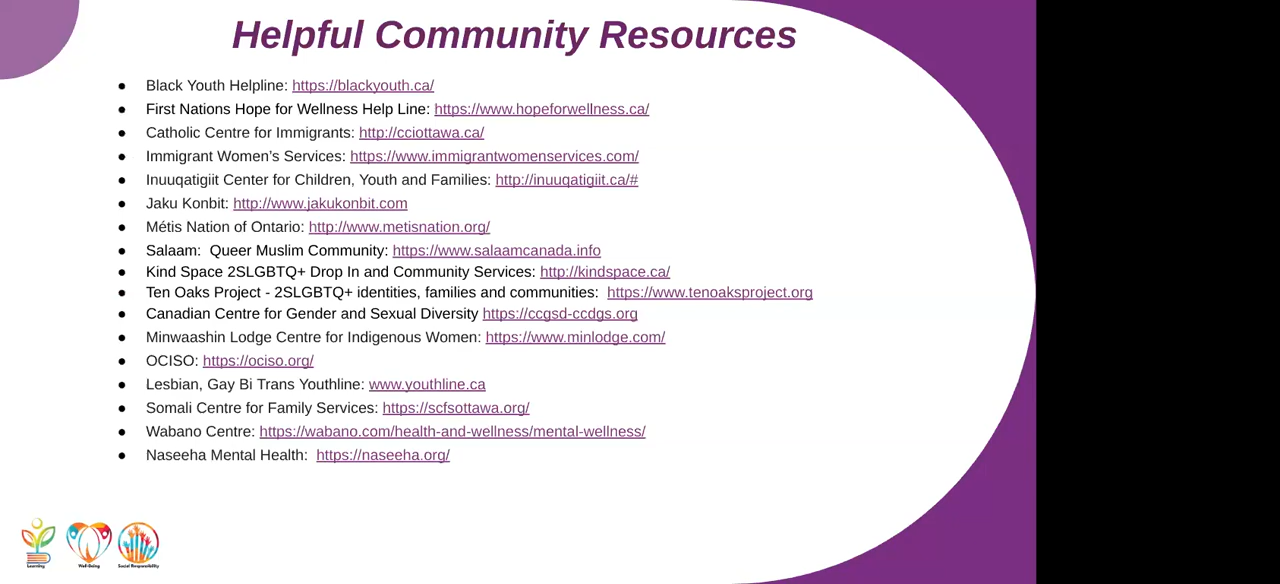 Helpful Community Resources
● Black Youth Helpline: https://blackyouth.ca/
● First Nations Hope for Wellness Help Line: https://www.hopeforwellness.ca/
● Catholic Centre for Immigrants: http://cciottawa.ca/
● Immigrant Women's Services: https://www.immigrantwomenservices.com/
● Inuuqatigiit Center for Children, Youth and Families: http://inuuqatigiit.ca/#
● Jaku Konbit: http://www.jakukonbit.com
● Métis Nation of Ontario: http://www.metisnation.org/
● Salaam:  Queer Muslim Community: https://www.salaamcanada.info
● Kind Space 2SLGBTQ+ Drop In and Community Services: http://kindspace.ca/
● Ten Oaks Project - 2SLGBTQ+ identities, families and communities:  https://www.tenoaksproject.org
● Canadian Centre for Gender and Sexual Diversity https://ccgsd-ccdgs.org
● Minwaashin Lodge Centre for Indigenous Women: https://www.minlodge.com/
● OCISO: https://ociso.org/
● Lesbian, Gay Bi Trans Youthline: www.youthline.ca
● Somali Centre for Family Services: https://scfsottawa.org/
● Wabano Centre: https://wabano.com/health-and-wellness/mental-wellness/
● Naseeha Mental Health:  https://naseeha.org/
Learning Well-Being Social Responsibility